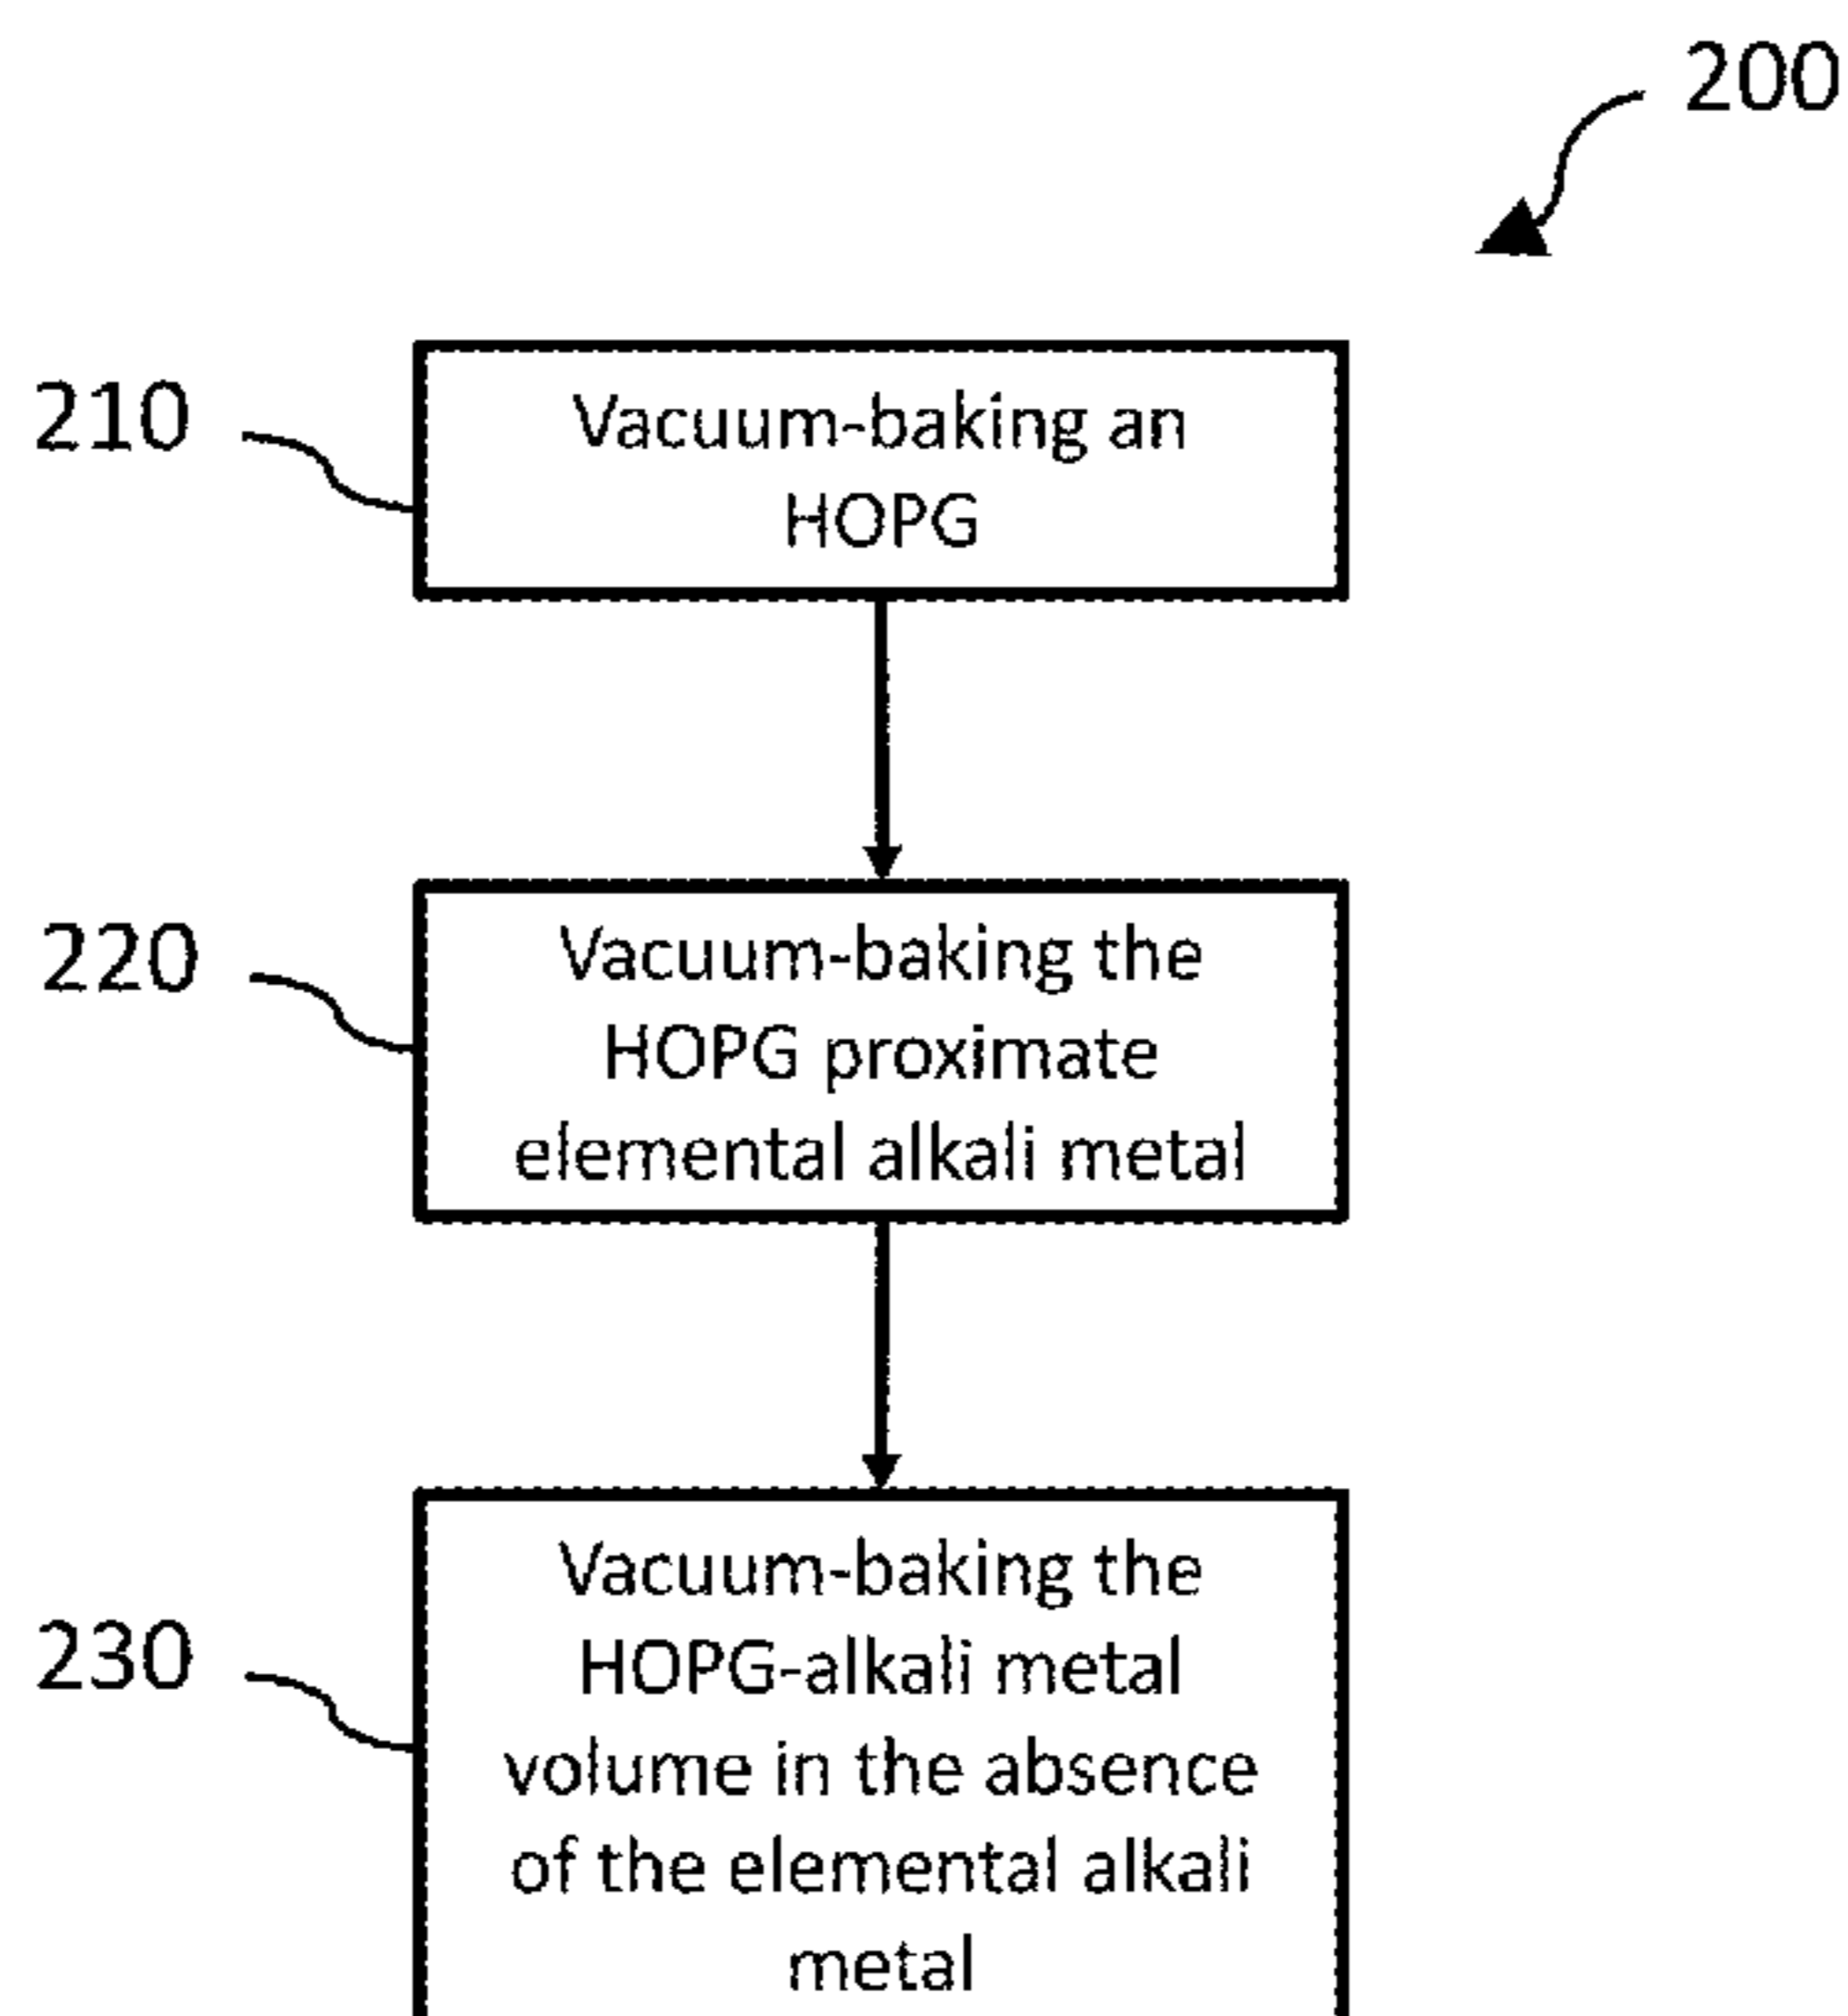 200
210
Vacuum-baking an
HOPG
220
Vacuum-baking the
HOPG proximate
elemental alkali metal
230
Vacuum-baking the
HOPG-alkali metal
volume in the absence
of the elemental alkali
metal